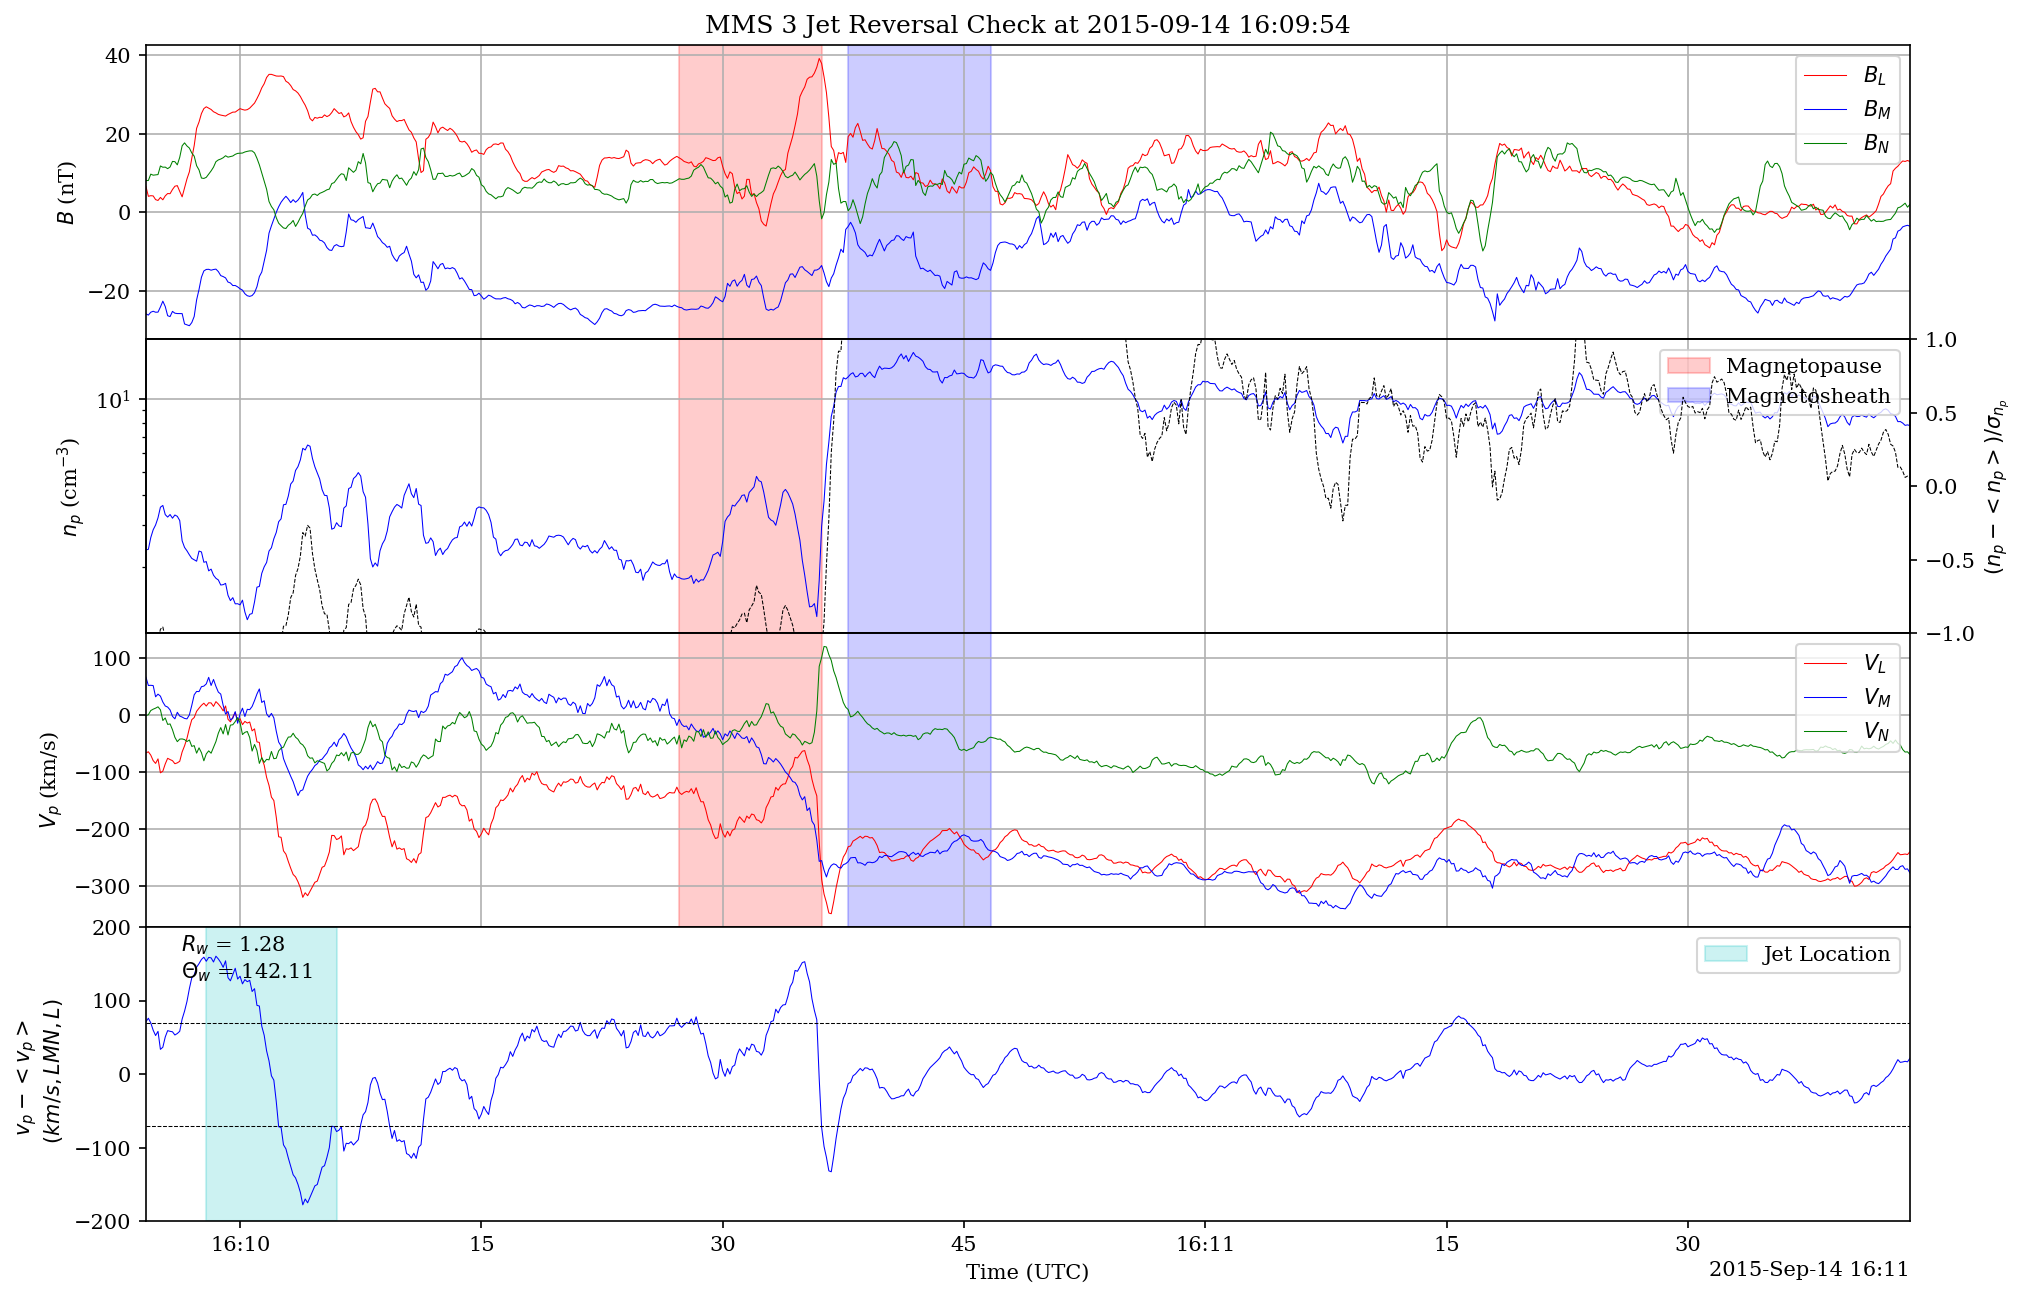 MMS 3 Jet Reversal Check at 2015-09-14 16:09:54
40
20
0
−20
B (nT)
B_L
B_M
B_N
10^1
n_p (cm^{−3})
1.0
0.5
0.0
−0.5
−1.0
(n_p − < n_p >)/σ_{n_p}
Magnetopause
Magnetosheath
100
0
−100
−200
−300
V_p (km/s)
V_L
V_M
V_N
200
100
0
−100
−200
v_p − < v_p >
(km/s, LMN, L)
R_w = 1.28
Θ_w = 142.11
Jet Location
16:10
15
30
45
16:11
15
30
Time (UTC)
2015-Sep-14 16:11